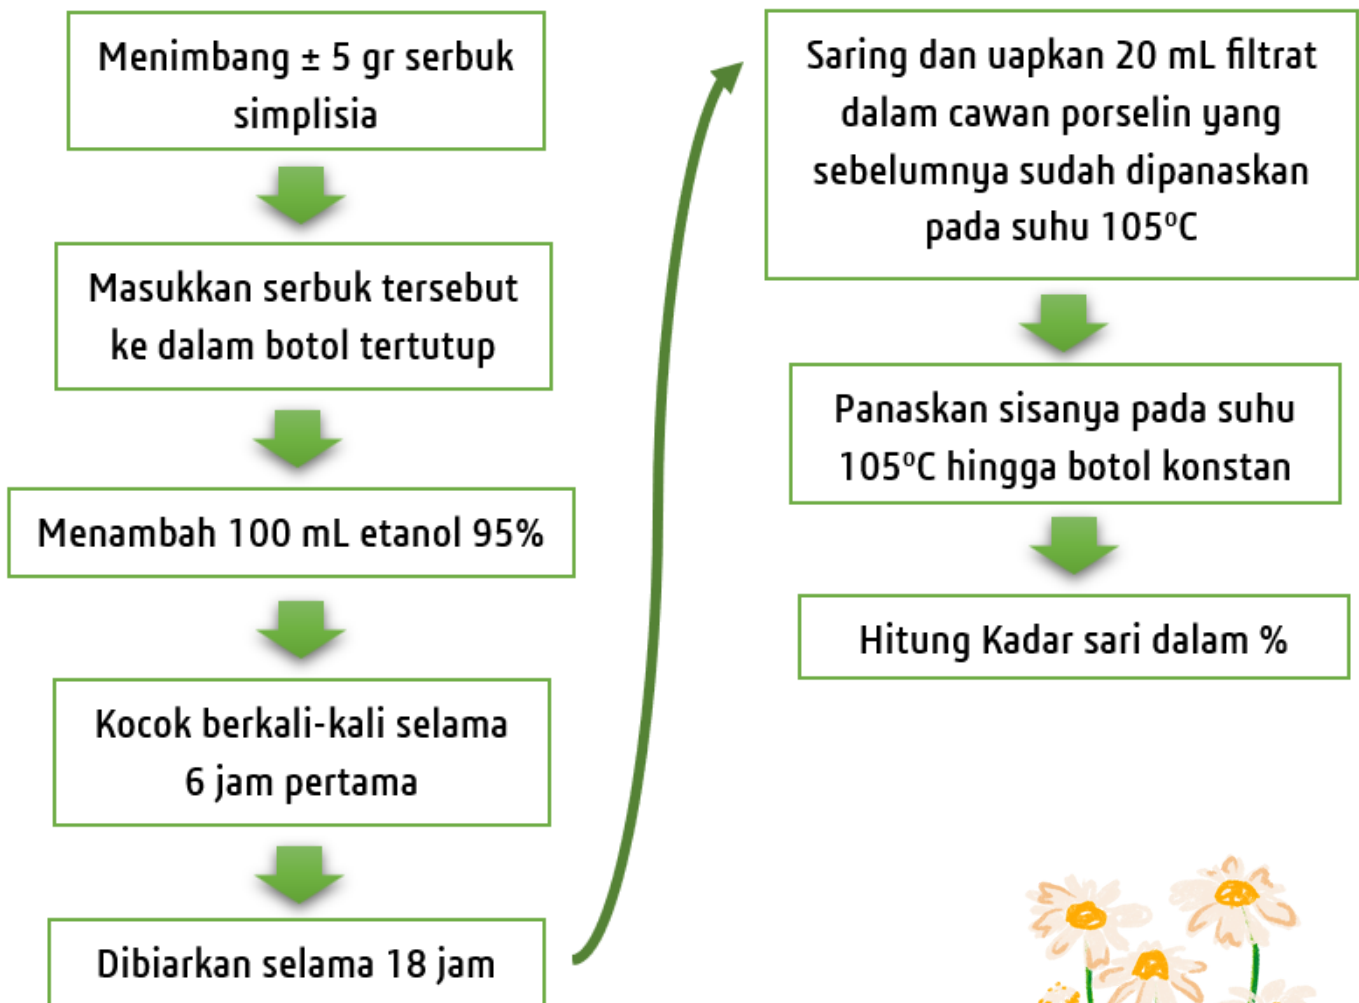 Menimbang ± 5 gr serbuk
simplisia
Masukkan serbuk tersebut
ke dalam botol tertutup
Menambah 100 mL etanol 95%
Kocok berkali-kali selama
6 jam pertama
Dibiarkan selama 18 jam
Saring dan uapkan 20 mL filtrat
dalam cawan porselin yang
sebelumnya sudah dipanaskan
pada suhu 105ºC
Panaskan sisanya pada suhu
105ºC hingga botol konstan
Hitung Kadar sari dalam %